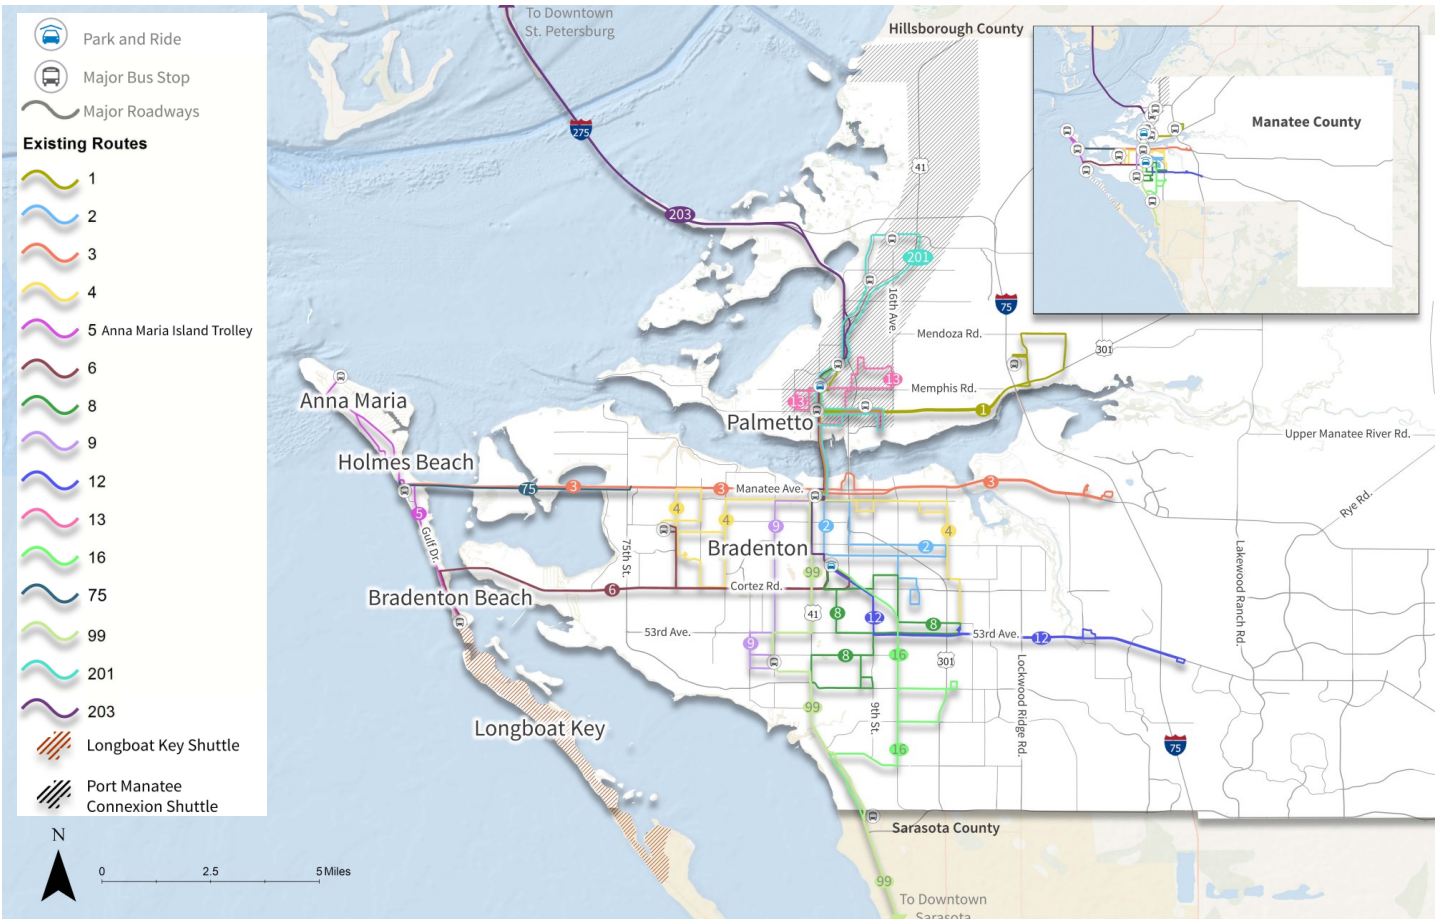 Park and Ride
Major Bus Stop
Major Roadways
Existing Routes
1
2
3
4
5 Anna Maria Island Trolley
6
8
9
12
13
16
75
99
201
203
Longboat Key Shuttle
Port Manatee
Connexion Shuttle
N
0
2.5
5 Miles
To Downtown
St. Petersburg
Hillsborough County
275
41
203
201
16th Ave.
75
Mendoza Rd.
301
13
Memphis Rd.
13
1
Palmetto
Anna Maria
Holmes Beach
Upper Manatee River Rd.
75
3
3
Manatee Ave.
3
Rye Rd.
5
Gulf Dr.
4
4
9
2
4
75th St.
Bradenton
2
Lakewood Ranch Rd.
99
Cortez Rd.
6
Bradenton Beach
41
8
12
8
53rd Ave.
53rd Ave.
12
9
8
16
301
Lockwood Ridge Rd.
99
9th St.
Longboat Key
16
75
Sarasota County
99
To Downtown
Sarasota
Manatee County